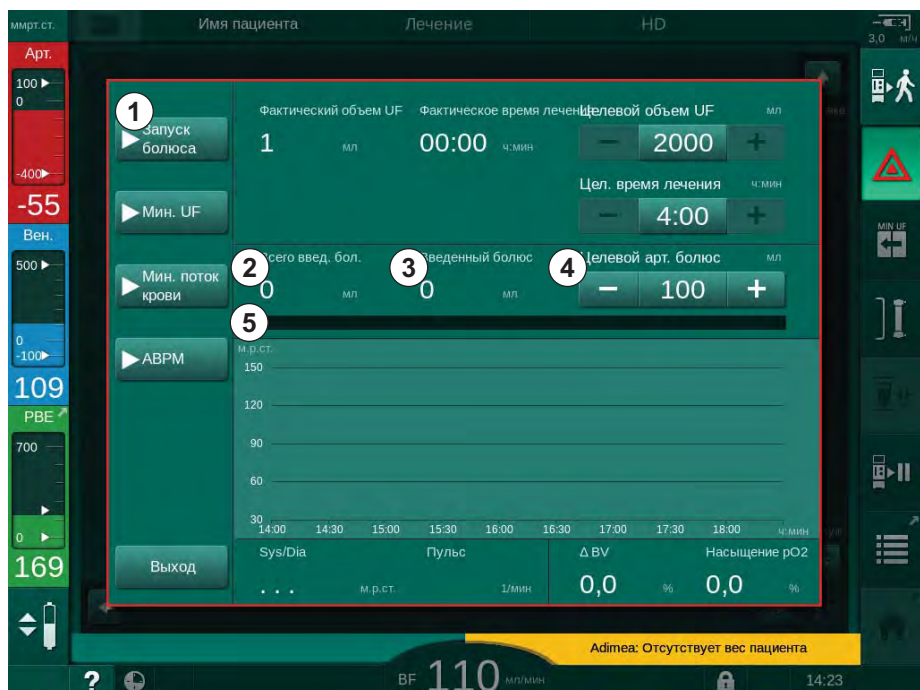 ммрт.ст.
Имя пациента Лечение HD
3,0 м/ч
Арт.
100
0
-400
-55
Вен.
500
0
-100
109
PBE
700
0
169
1
Запуск болюса
Мин. UF
Мин. поток крови
АВРМ
Выход
Фактический объем UF
1 мл
Фактическое время лечен
00:00 ч:мин
Целевой объем UF мл
− 2000 +
Цел. время лечения ч:мин
− 4:00 +
2
сего введ. бол.
0 мл
3
веденный болюс
0 мл
4
Целевой арт. болюс мл
− 100 +
5
м.р.ст.
150
120
90
60
30
14:00 14:30 15:00 15:30 16:00 16:30 17:00 17:30 18:00 ч:мин
Sys/Dia Пульс Δ BV Насыщение pO2
. . . м.р.ст. 1/мин 0,0 % 0,0 %
MIN UF
Adimea: Отсутствует вес пациента
? BF 110 мл/мин 14:23